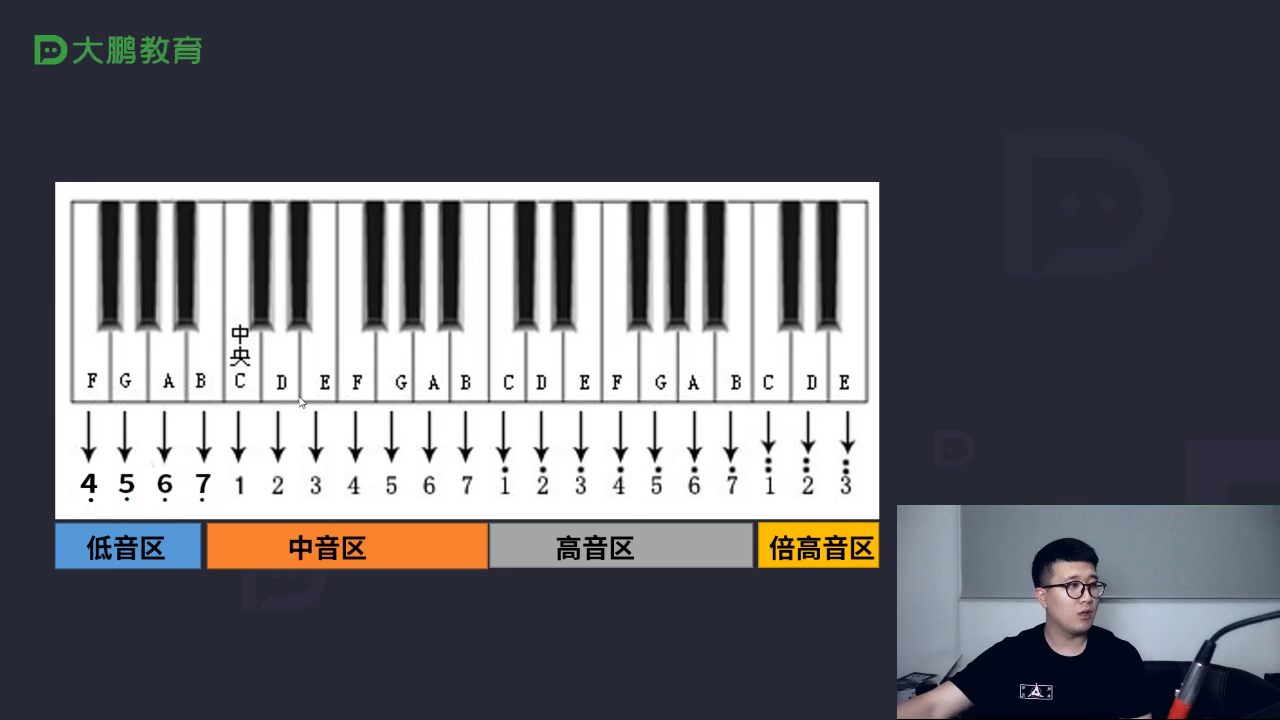 大鹏教育
中
央
F G A B C D E F G A B C D E F G A B C D E
4 5 6 7 1 2 3 4 5 6 7 1 2 3 4 5 6 7 1 2 3
低音区 中音区 高音区 倍高音区